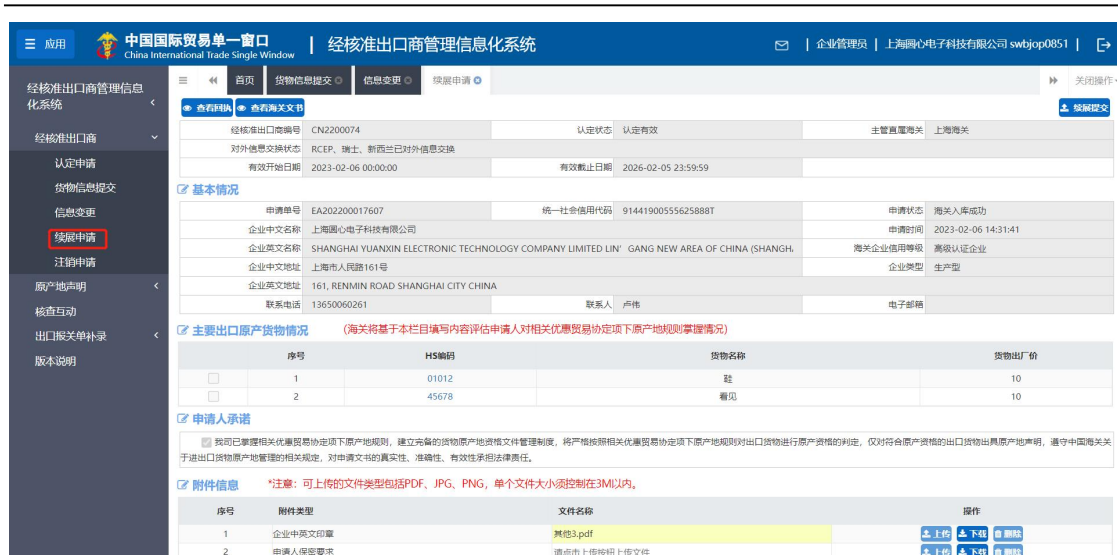 应用 中国国际贸易单一窗口 China International Trade Single Window | 经核准出口商管理信息化系统 | 企业管理员 | 上海圆心电子科技有限公司 swbjop0851 |
经核准出口商管理信息化系统
经核准出口商
认定申请
货物信息提交
信息变更
续展申请
注销申请
原产地声明
核查互动
出口报关单补录
版本说明
首页 货物信息提交 信息变更 续展申请 关闭操作
查看回执 查看海关文书 续展提交
经核准出口商编号 CN2200074 认定状态 认定有效 主管直属海关 上海海关
对外信息交换状态 RCEP、瑞士、新西兰已对外信息交换
有效开始日期 2023-02-06 00:00:00 有效截止日期 2026-02-05 23:59:59
基本情况
申请单号 EA202200017607 统一社会信用代码 91441900555625888T 申请状态 海关入库成功
企业中文名称 上海圆心电子科技有限公司 申请时间 2023-02-06 14:31:41
企业英文名称 SHANGHAI YUANXIN ELECTRONIC TECHNOLOGY COMPANY LIMITED LIN' GANG NEW AREA OF CHINA (SHANGH. 海关企业信用等级 高级认证企业
企业中文地址 上海市人民路161号 企业类型 生产型
企业英文地址 161, RENMIN ROAD SHANGHAI CITY CHINA
联系电话 13650060261 联系人 卢伟 电子邮箱
主要出口原产货物情况 (海关将基于本栏目填写内容评估申请人对相关优惠贸易协定项下原产地规则掌握情况)
序号 HS编码 货物名称 货物出厂价
1 01012 鞋 10
2 45678 看见 10
申请人承诺
我司已掌握相关优惠贸易协定项下原产地规则，建立完备的货物原产地资格文件管理制度，将严格按照相关优惠贸易协定项下原产地规则对出口货物进行原产资格的判定，仅对符合原产资格的出口货物出具原产地声明，遵守中国海关关
于进出口货物原产地管理的相关规定，对申请文书的真实性、准确性、有效性承担法律责任。
附件信息 *注意：可上传的文件类型包括PDF、JPG、PNG，单个文件大小须控制在3M以内。
序号 附件类型 文件名称 操作
1 企业中英文印章 其他3.pdf 上传 下载 删除
2 申请人保密要求 请点击上传按钮上传文件 上传 下载 删除